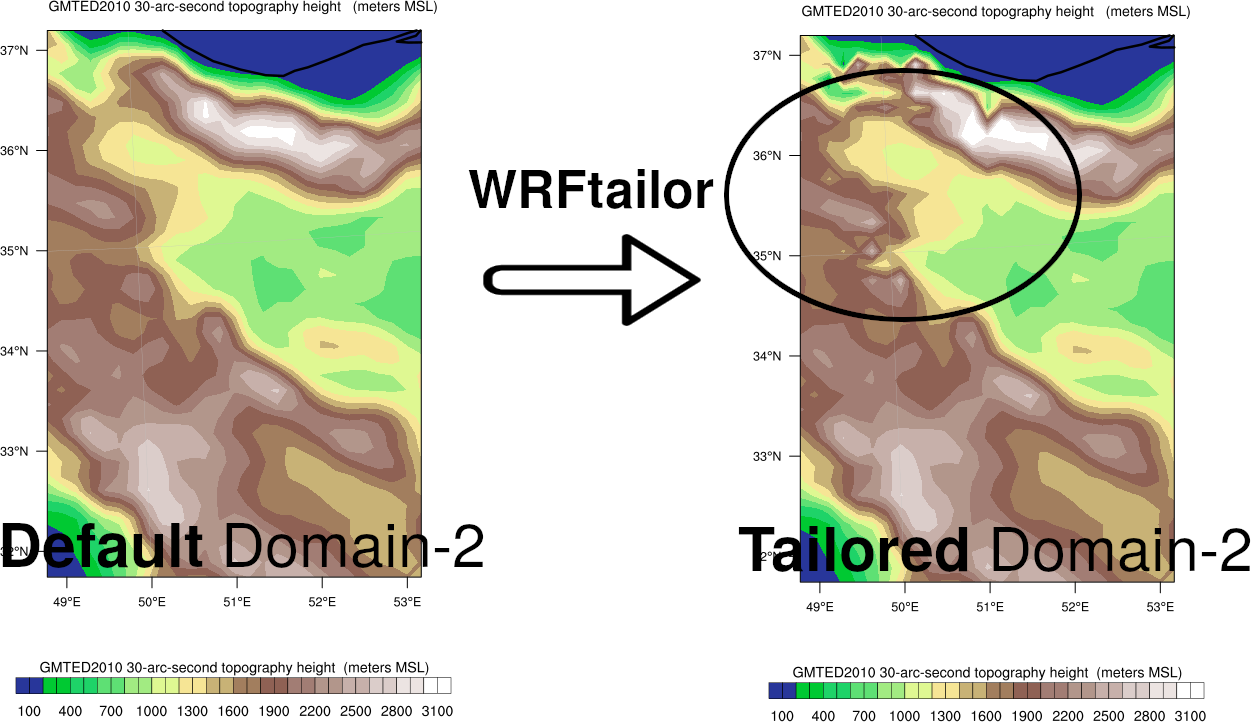 GMTED2010 30-arc-second topography height (meters MSL)
37°N
36°N
35°N
34°N
33°N
32°N
49°E 50°E 51°E 52°E 53°E
Default Domain-2
GMTED2010 30-arc-second topography height (meters MSL)
100 400 700 1000 1300 1600 1900 2200 2500 2800 3100
WRFtailor
GMTED2010 30-arc-second topography height (meters MSL)
37°N
36°N
35°N
34°N
33°N
2°N
49°E 50°E 51°E 52°E 53°E
Tailored Domain-2
GMTED2010 30-arc-second topography height (meters MSL)
100 400 700 1000 1300 1600 1900 2200 2500 2800 3100